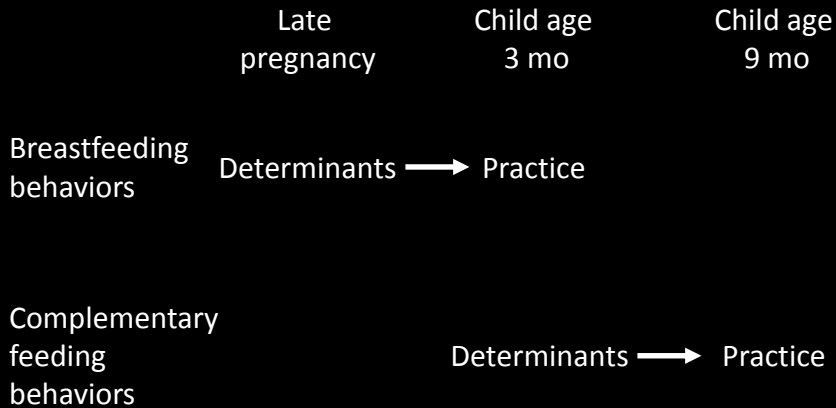 Late
pregnancy
Child age
3 mo
Child age
9 mo
Breastfeeding
behaviors
Determinants
Practice
Complementary
feeding
behaviors
Determinants
Practice